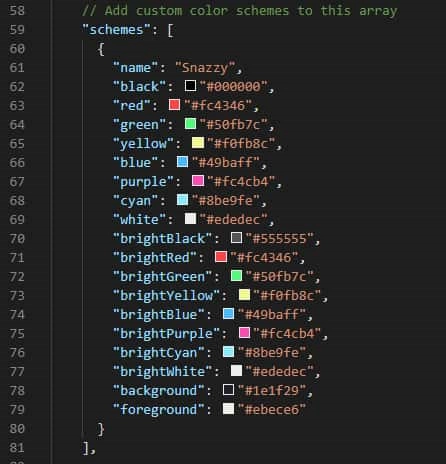 58 // Add custom color schemes to this array
59 "schemes": [
60 {
61 "name": "Snazzy",
62 "black": "#000000",
63 "red": "#fc4346",
64 "green": "#50fb7c",
65 "yellow": "#f0fb8c",
66 "blue": "#49baff",
67 "purple": "#fc4cb4",
68 "cyan": "#8be9fe",
69 "white": "#ededec",
70 "brightBlack": "#555555",
71 "brightRed": "#fc4346",
72 "brightGreen": "#50fb7c",
73 "brightYellow": "#f0fb8c",
74 "brightBlue": "#49baff",
75 "brightPurple": "#fc4cb4",
76 "brightCyan": "#8be9fe",
77 "brightWhite": "#ededec",
78 "background": "#1e1f29",
79 "foreground": "#ebece6"
80 }
81 ],